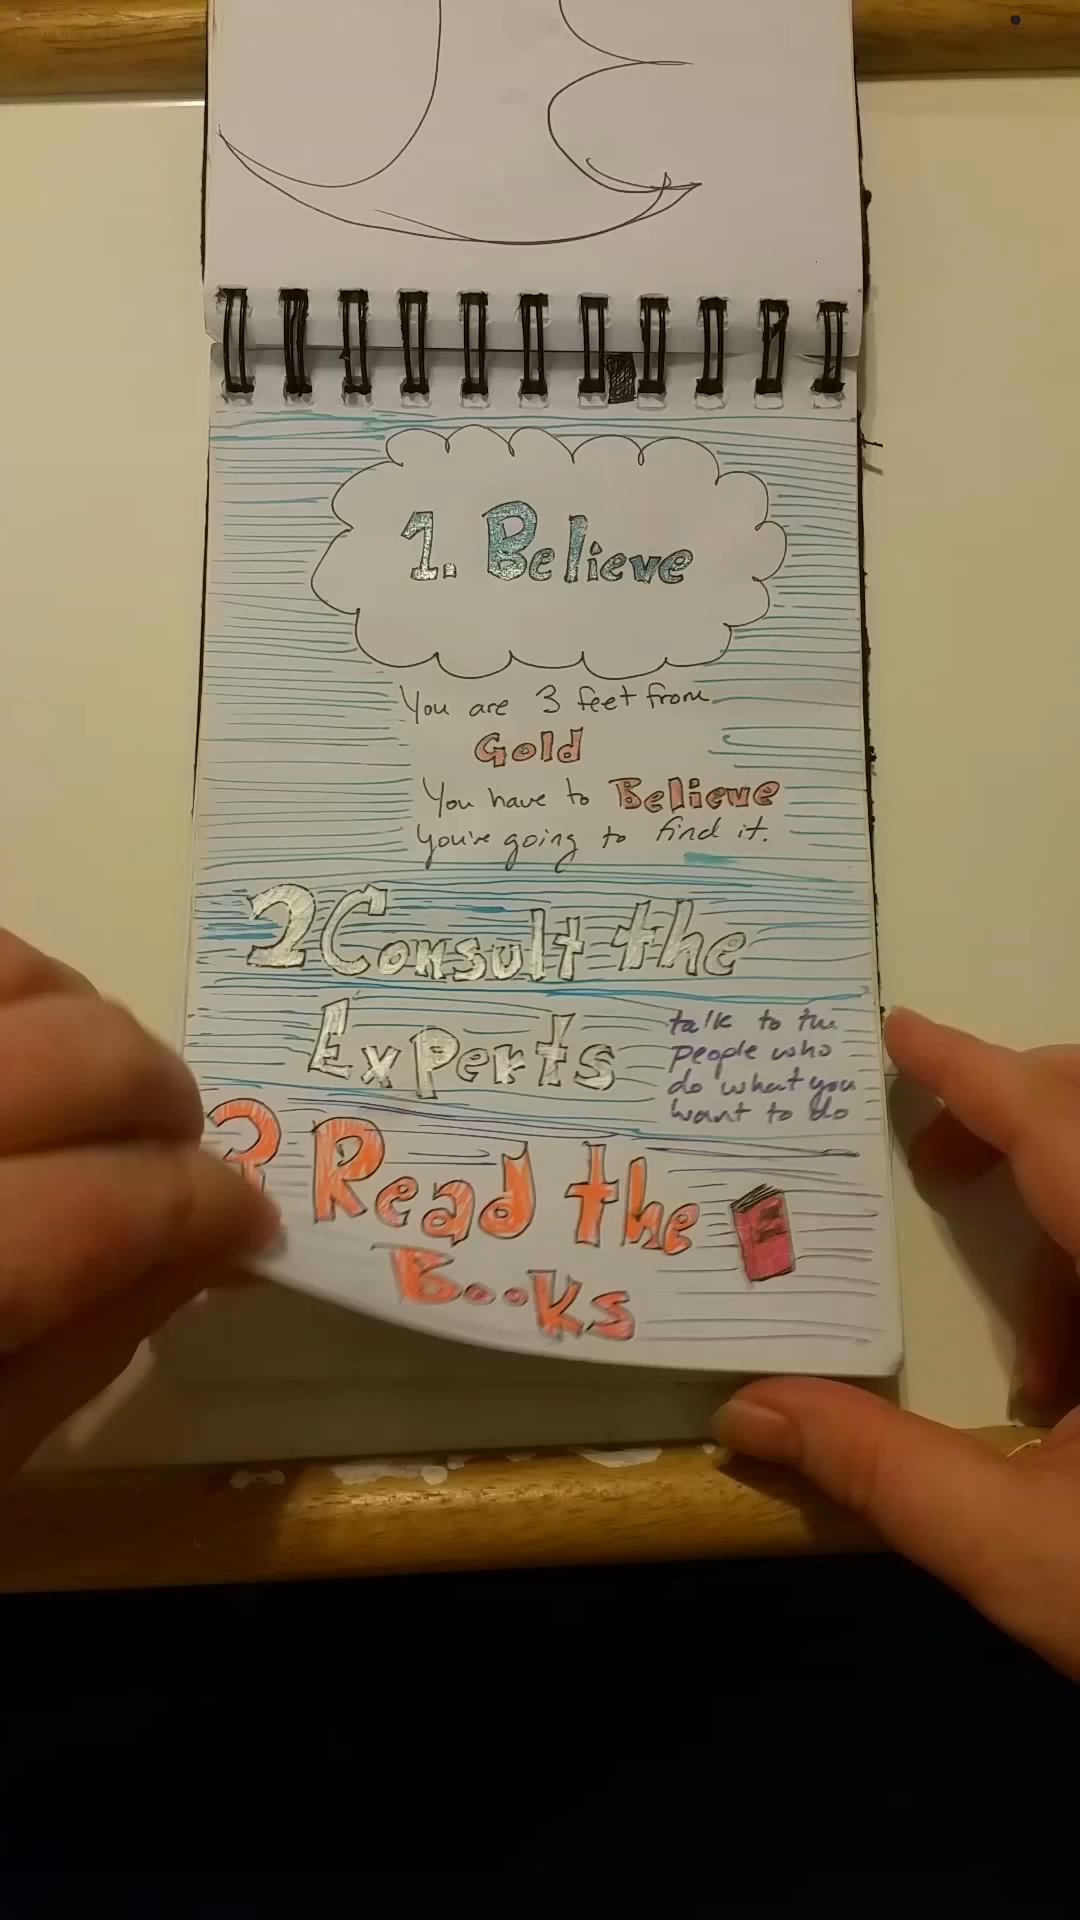 1. Believe
You are 3 feet from
Gold
You have to Believe
you're going to find it.
2 Consult the
Experts
talk to the
people who
do what you
want to do
3 Read the
Books